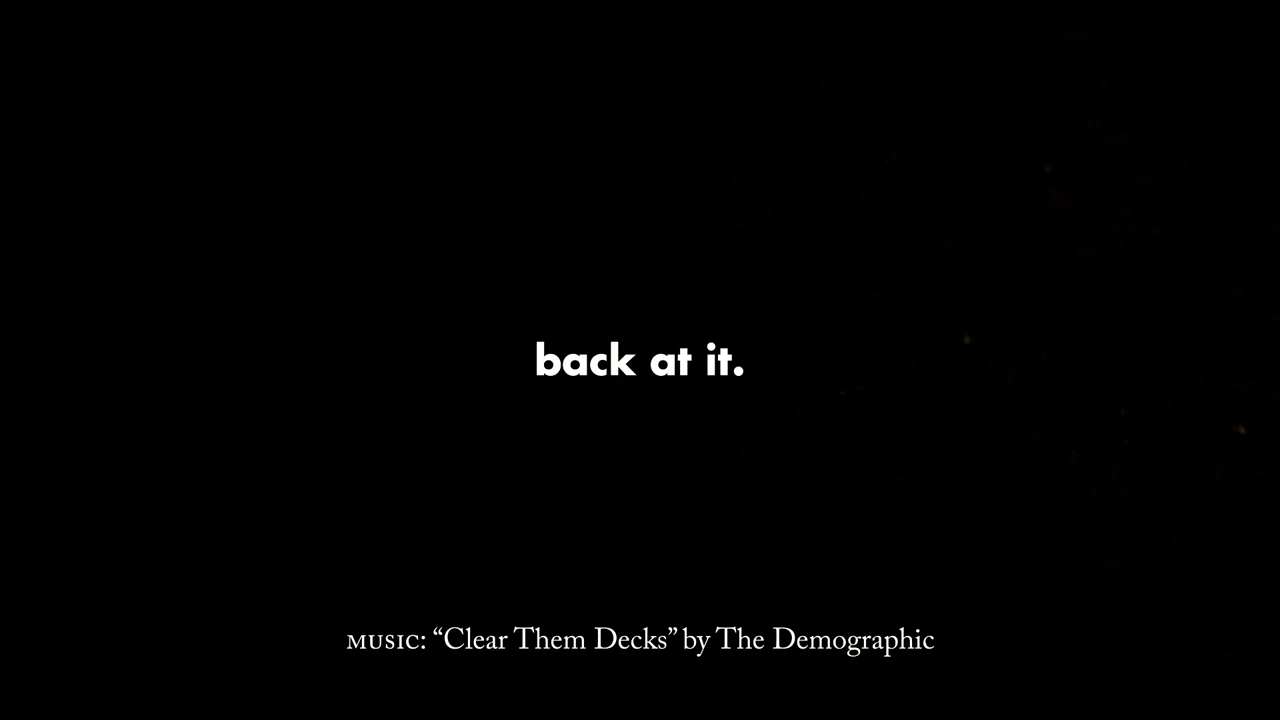 back at it.
MUSIC: “Clear Them Decks” by The Demographic